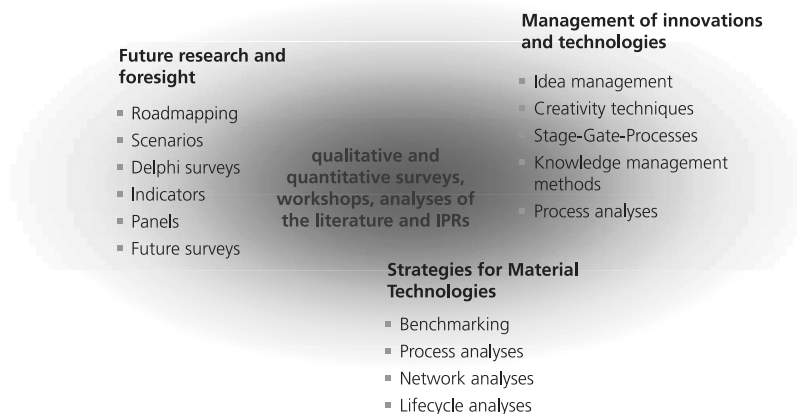 Future research and
foresight
▪ Roadmapping
▪ Scenarios
▪ Delphi surveys
▪ Indicators
▪ Panels
▪ Future surveys
qualitative and
quantitative surveys,
workshops, analyses of
the literature and IPRs
Management of innovations
and technologies
▪ Idea management
▪ Creativity techniques
▪ Stage-Gate-Processes
▪ Knowledge management
methods
▪ Process analyses
Strategies for Material
Technologies
▪ Benchmarking
▪ Process analyses
▪ Network analyses
▪ Lifecycle analyses